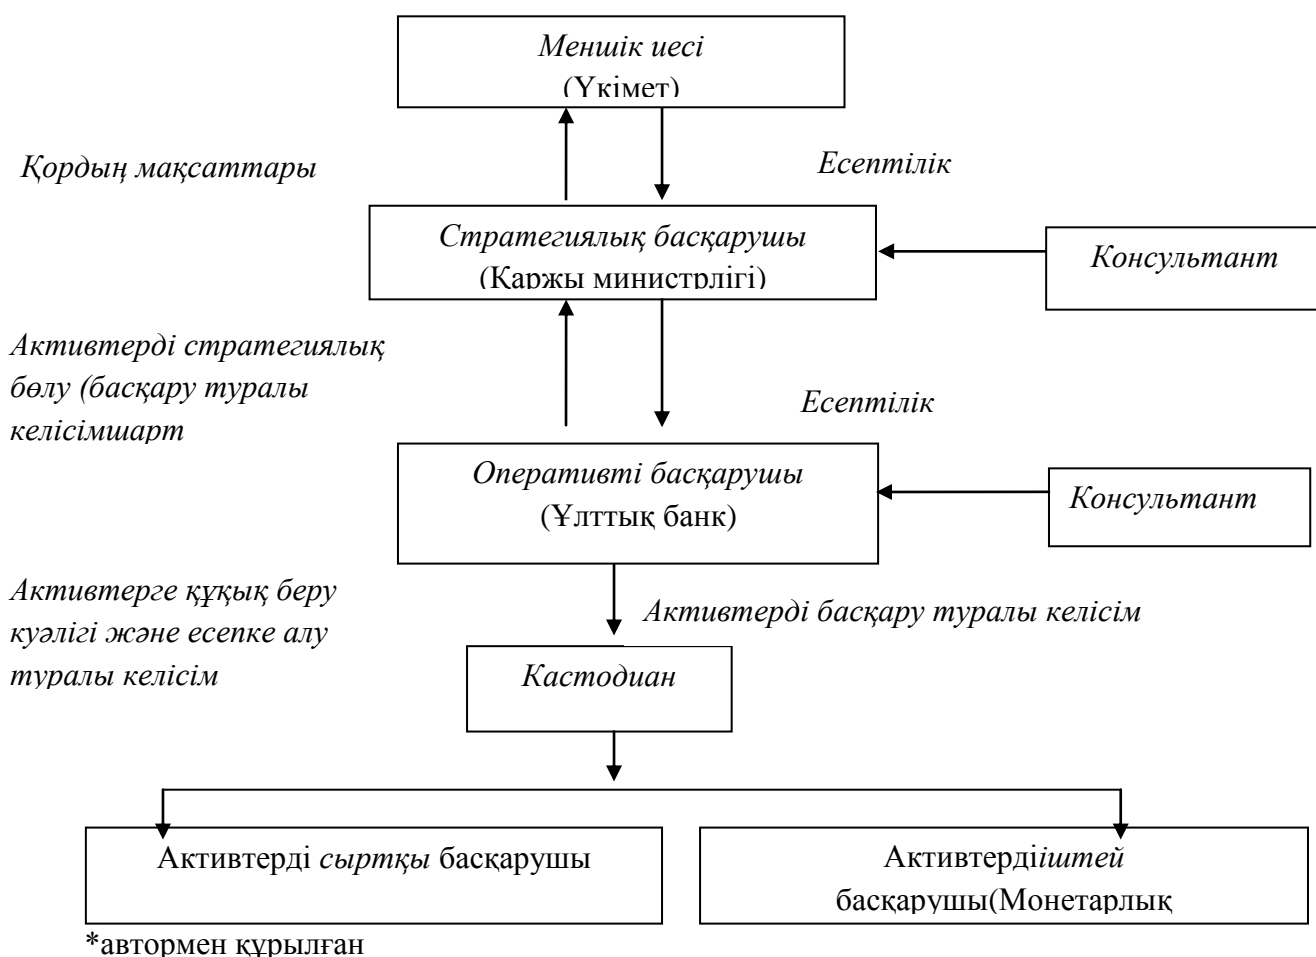 Меншік иесі
(Үкімет)
Қордың мақсаттары
Есептілік
Стратегиялық басқарушы
(Қаржы министрлігі)
Консультант
Активтерді стратегиялық
бөлу (басқару туралы
келісімшарт
Есептілік
Оперативті басқарушы
(Ұлттық банк)
Консультант
Активтерге құқық беру
куәлігі және есепке алу
туралы келісім
Активтерді басқару туралы келісім
Кастодиан
Активтерді сыртқы басқарушы
Активтердііштей
басқарушы(Монетарлық
*автормен құрылған